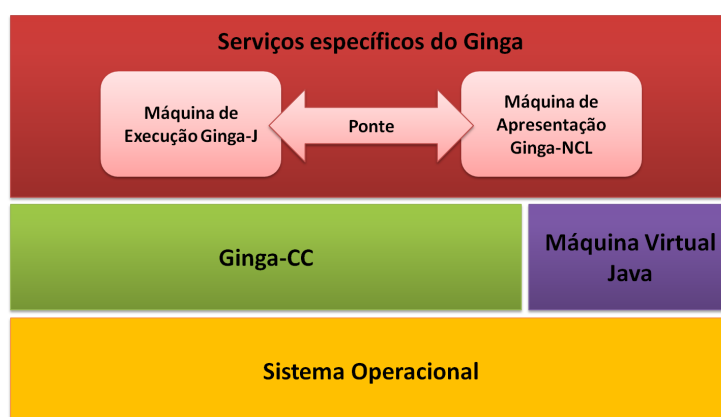 Serviços específicos do Ginga
Máquina de
Execução Ginga-J
Ponte
Máquina de
Apresentação
Ginga-NCL
Ginga-CC
Máquina Virtual
Java
Sistema Operacional